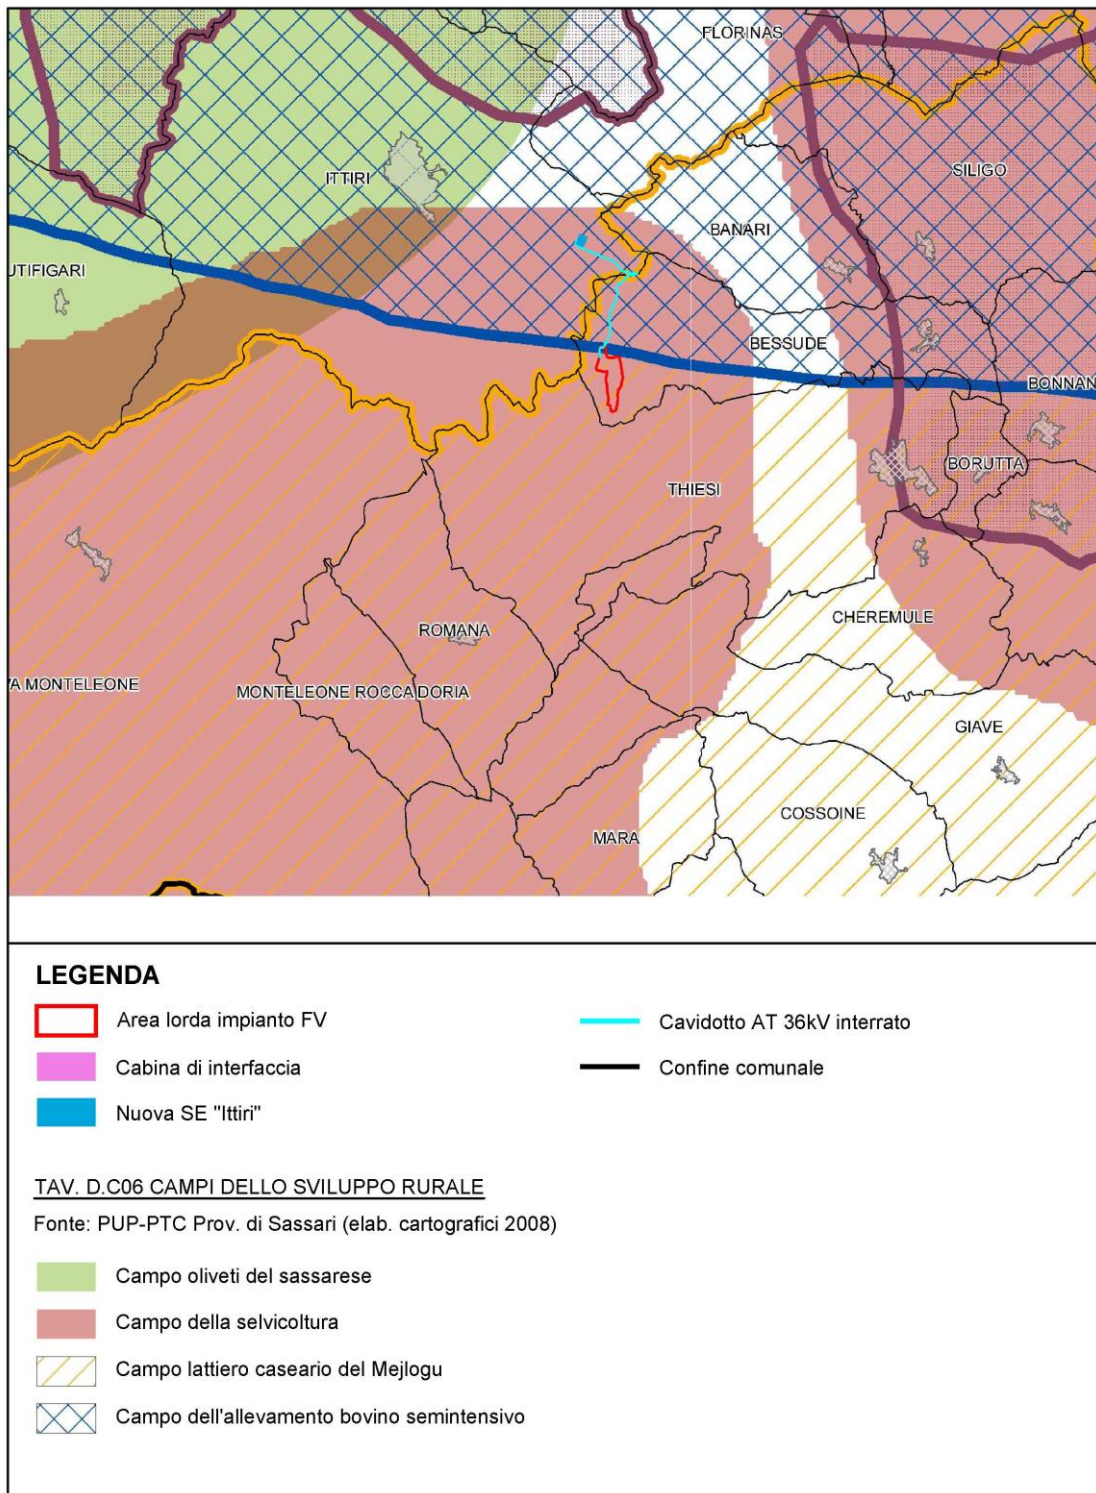 FLORINAS
SILIGO
ITTIRI
BANARI
UTIFIGARI
BESSUDE
BONNAN
BORUTTA
THIESI
CHEREMULE
ROMANA
VA MONTELEONE
MONTELEONE ROCCA DORIA
GIAVE
COSSOINE
MARA
LEGENDA
Area lorda impianto FV
Cavidotto AT 36kV interrato
Cabina di interfaccia
Confine comunale
Nuova SE "Ittiri"
TAV. D.C06 CAMPI DELLO SVILUPPO RURALE
Fonte: PUP-PTC Prov. di Sassari (elab. cartografici 2008)
Campo oliveti del sassarese
Campo della selvicoltura
Campo lattiero caseario del Mejlogu
Campo dell'allevamento bovino semintensivo